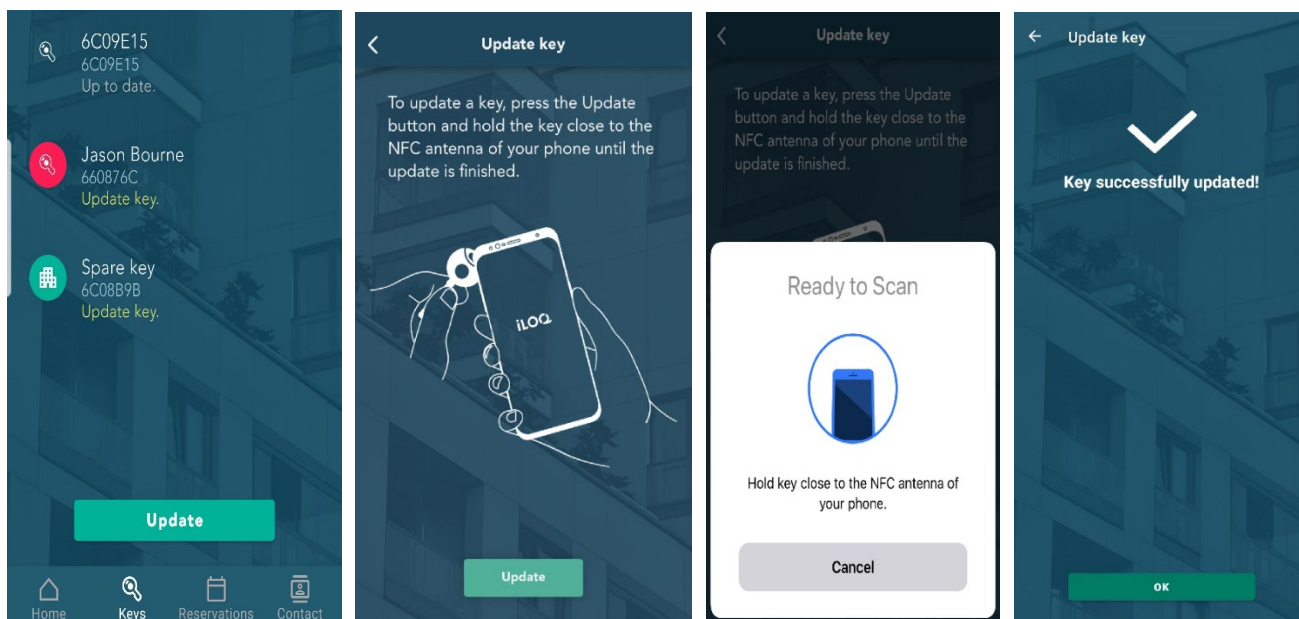 6C09E15
6C09E15
Up to date.
Jason Bourne
660876C
Update key.
Spare key
6C08B9B
Update key.
Update
Home
Keys
Reservations
Contact
Update key
To update a key, press the Update
button and hold the key close to the
NFC antenna of your phone until the
update is finished.
iLOQ
Update
Update key
To update a key, press the Update
button and hold the key close to the
NFC antenna of your phone until the
update is finished.
Ready to Scan
Hold key close to the NFC antenna of
your phone.
Cancel
Update key
Key successfully updated!
OK